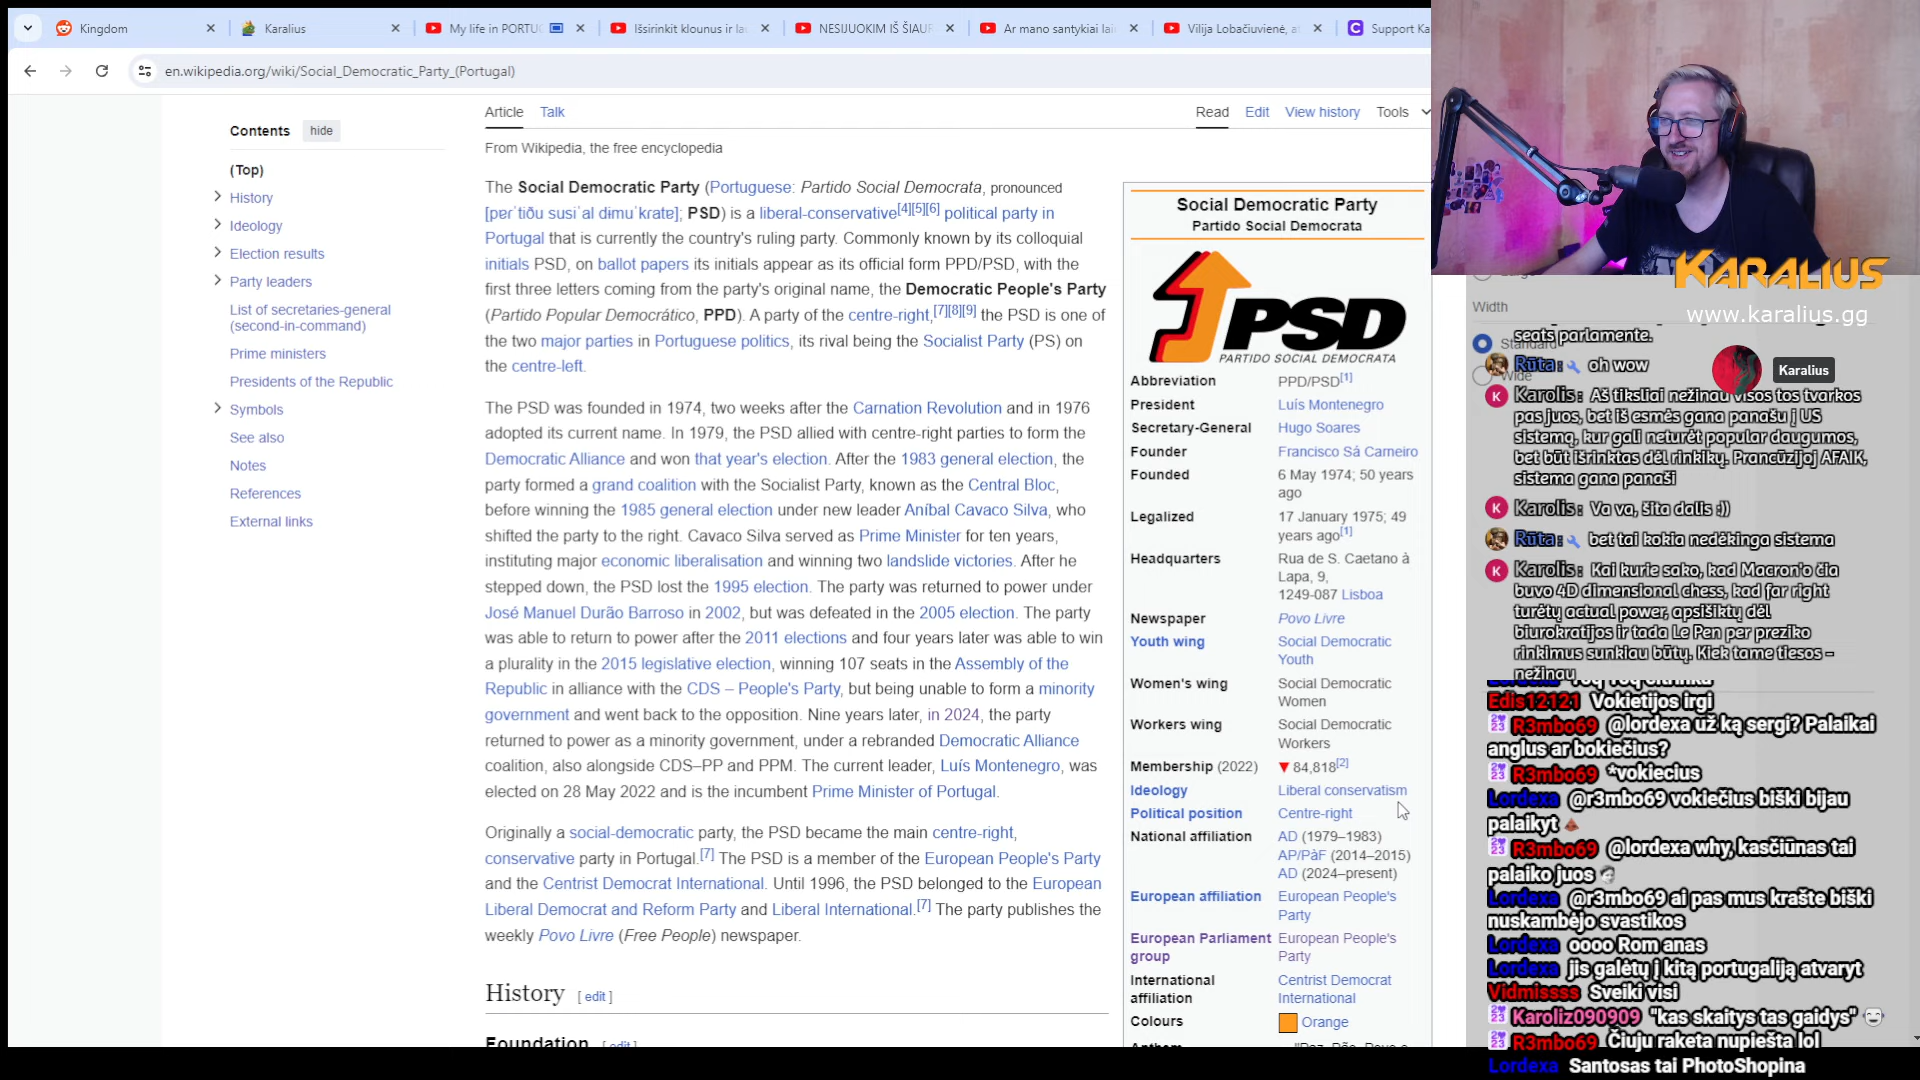 Kingdom
Karalius
My life in PORTU
Išsirinkit klounus ir la
NESIJUOKIM IŠ ŠIAUR
Ar mano santykiai lai
Vilija Lobačiuvienė, a
Support Ka
en.wikipedia.org/wiki/Social_Democratic_Party_(Portugal)
Contents hide
(Top)
History
Ideology
Election results
Party leaders
List of secretaries-general
(second-in-command)
Prime ministers
Presidents of the Republic
Symbols
See also
Notes
References
External links
Article Talk
Read Edit View history Tools
From Wikipedia, the free encyclopedia
The Social Democratic Party (Portuguese: Partido Social Democrata, pronounced
[pɐɾˈtiðu susiˈal dɨmuˈkɾatɐ]; PSD) is a liberal-conservative[4][5][6] political party in
Portugal that is currently the country's ruling party. Commonly known by its colloquial
initials PSD, on ballot papers its initials appear as its official form PPD/PSD, with the
first three letters coming from the party's original name, the Democratic People's Party
(Partido Popular Democrático, PPD). A party of the centre-right,[7][8][9] the PSD is one of
the two major parties in Portuguese politics, its rival being the Socialist Party (PS) on
the centre-left.
The PSD was founded in 1974, two weeks after the Carnation Revolution and in 1976
adopted its current name. In 1979, the PSD allied with centre-right parties to form the
Democratic Alliance and won that year's election. After the 1983 general election, the
party formed a grand coalition with the Socialist Party, known as the Central Bloc,
before winning the 1985 general election under new leader Aníbal Cavaco Silva, who
shifted the party to the right. Cavaco Silva served as Prime Minister for ten years,
instituting major economic liberalisation and winning two landslide victories. After he
stepped down, the PSD lost the 1995 election. The party was returned to power under
José Manuel Durão Barroso in 2002, but was defeated in the 2005 election. The party
was able to return to power after the 2011 elections and four years later was able to win
a plurality in the 2015 legislative election, winning 107 seats in the Assembly of the
Republic in alliance with the CDS – People's Party, but being unable to form a minority
government and went back to the opposition. Nine years later, in 2024, the party
returned to power as a minority government, under a rebranded Democratic Alliance
coalition, also alongside CDS–PP and PPM. The current leader, Luís Montenegro, was
elected on 28 May 2022 and is the incumbent Prime Minister of Portugal.
Originally a social-democratic party, the PSD became the main centre-right,
conservative party in Portugal.[7] The PSD is a member of the European People's Party
and the Centrist Democrat International. Until 1996, the PSD belonged to the European
Liberal Democrat and Reform Party and Liberal International.[7] The party publishes the
weekly Povo Livre (Free People) newspaper.
History [ edit ]
Foundation [ edit ]
Social Democratic Party
Partido Social Democrata
PSD
PARTIDO SOCIAL DEMOCRATA
Abbreviation PPD/PSD[1]
President Luís Montenegro
Secretary-General Hugo Soares
Founder Francisco Sá Carneiro
Founded 6 May 1974; 50 years
ago
Legalized 17 January 1975; 49
years ago[1]
Headquarters Rua de S. Caetano à
Lapa, 9,
1249-087 Lisboa
Newspaper Povo Livre
Youth wing Social Democratic
Youth
Women's wing Social Democratic
Women
Workers wing Social Democratic
Workers
Membership (2022) ▼ 84,818[2]
Ideology Liberal conservatism
Political position Centre-right
National affiliation AD (1979–1983)
AP/PàF (2014–2015)
AD (2024–present)
European affiliation European People's
Party
European Parliament European People's
group Party
International Centrist Democrat
affiliation International
Colours Orange
KARALIUS
www.karalius.gg
Width
Standard
Wide
Karalius
seats parlamente.
Rūta: oh wow
Karolis: Aš tiksliai nežinau visos tos tvarkos
pas juos, bet iš esmės gana panašu į US
sistemą, kur gali neturėt popular daugumos,
bet būt išrinktas dėl rinkikų. Prancūzijoj AFAIK,
sistema gana panaši
Karolis: Va va, šita dalis :))
Rūta: bet tai kokia nedėkinga sistema
Karolis: Kai kurie sako, kad Macron'o čia
buvo 4D dimensional chess, kad far right
turėtų actual power, apsišiktų dėl
biurokratijos ir tada Le Pen per preziko
rinkimus sunkiau būtų. Kiek tame tiesos -
nežinau
Edis12121 Vokietijos irgi
R3mbo69 @lordexa už ką sergi? Palaikai
anglus ar bokiečius?
R3mbo69 *vokiecius
Lordexa @r3mbo69 vokiečius biški bijau
palaikyt
R3mbo69 @lordexa why, kasčiūnas tai
palaiko juos
Lordexa @r3mbo69 ai pas mus krašte biški
nuskambėjo svastikos
Lordexa oooo Rom anas
Lordexa jis galėtų į kitą portugaliją atvaryt
Vidmissss Sveiki visi
Karoliz090909 "kas skaitys tas gaidys"
R3mbo69 Čiuju raketa nupiešta lol
Lordexa Santosas tai PhotoShopina